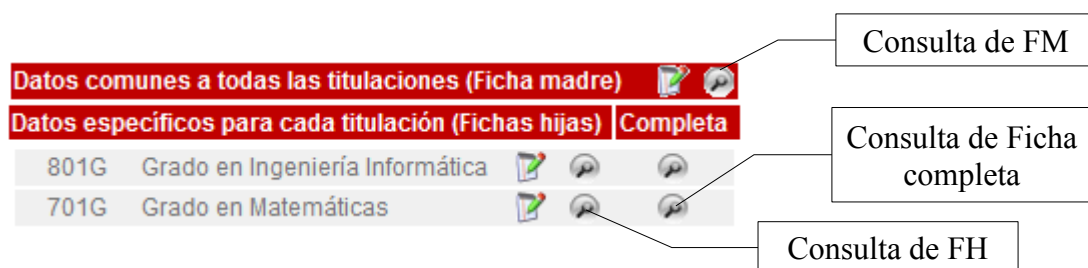 Consulta de FM
Datos comunes a todas las titulaciones (Ficha madre)
Datos específicos para cada titulación (Fichas hijas) Completa
Consulta de Ficha
completa
801G Grado en Ingeniería Informática
701G Grado en Matemáticas
Consulta de FH